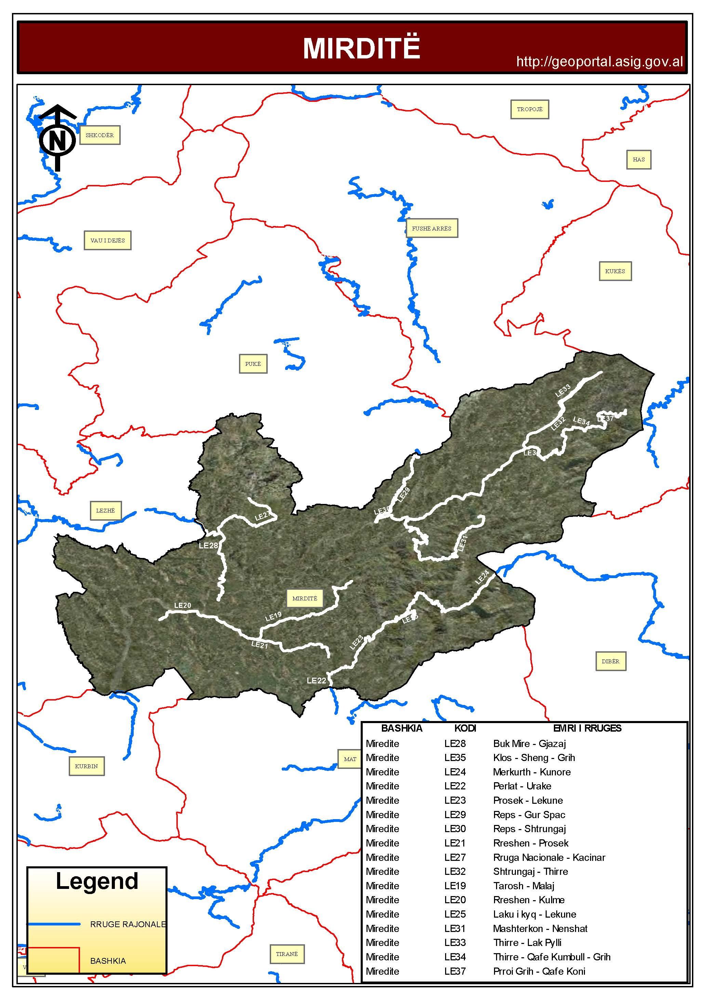 MIRDITË
http://geoportal.asig.gov.al
N
TROPOJË
SHKODËR
HAS
FUSHË ARRËS
VAU I DEJËS
KUKËS
PUKË
LE33
LE32
LE34
LE37
LE3
LE29
LEZHË
LE30
LE27
LE31
LE28
LE24
MIRDITË
LE20
LE19
LE21
LE23
DIBËR
LE22
KURBIN
MAT
TIRANË
BASHKIA KODI EMRI I RRUGES
Miredite LE28 Buk Mire - Gjazaj
Miredite LE35 Klos - Sheng - Grih
Miredite LE24 Merkurth - Kunore
Miredite LE22 Perlat - Urake
Miredite LE23 Prosek - Lekune
Miredite LE29 Reps - Gur Spac
Miredite LE30 Reps - Shtrungaj
Miredite LE21 Rreshen - Prosek
Miredite LE27 Rruga Nacionale - Kacinar
Miredite LE32 Shtrungaj - Thirre
Miredite LE19 Tarosh - Malaj
Miredite LE20 Rreshen - Kulme
Miredite LE25 Laku i kyq - Lekune
Miredite LE31 Mashterkon - Nenshat
Miredite LE33 Thirre - Lak Pylli
Miredite LE34 Thirre - Qafe Kumbull - Grih
Miredite LE37 Prroi Grih - Qafe Koni
Legend
RRUGE RAJONALE
BASHKIA